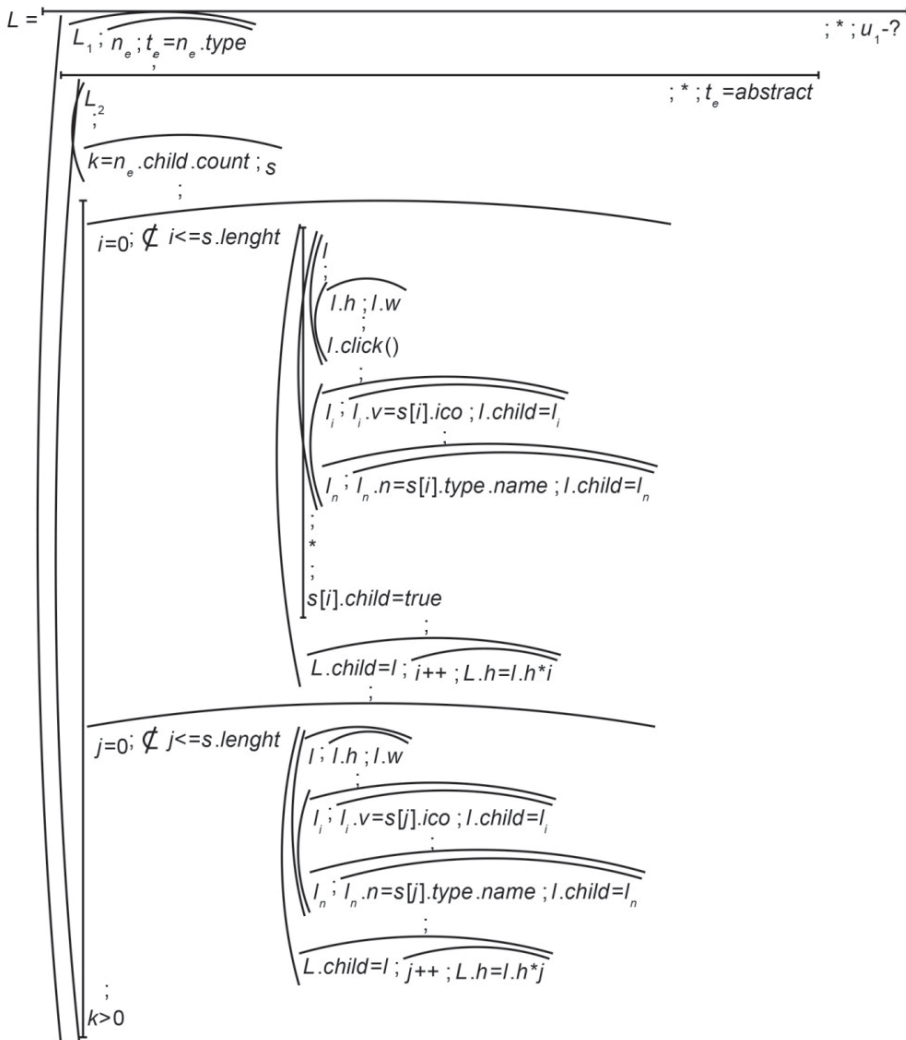 L = ; * ; u₁-?
L₁ ; nₑ ; tₑ=nₑ.type
;
; * ; tₑ=abstract
L₂
;
k=nₑ.child.count ; s
;
i=0; ⊄ i<=s.lenght
l
;
l.h ; l.w
;
l.click()
;
lᵢ ; lᵢ.v=s[i].ico ; l.child=lᵢ
;
lₙ ; lₙ.n=s[i].type.name ; l.child=lₙ
;
*
;
s[i].child=true
;
L.child=l ; i++ ; L.h=l.h*i
;
j=0; ⊄ j<=s.lenght
l ; l.h ; l.w
;
lᵢ ; lᵢ.v=s[j].ico ; l.child=lᵢ
;
lₙ ; lₙ.n=s[j].type.name ; l.child=lₙ
;
L.child=l ; j++ ; L.h=l.h*j
;
k>0